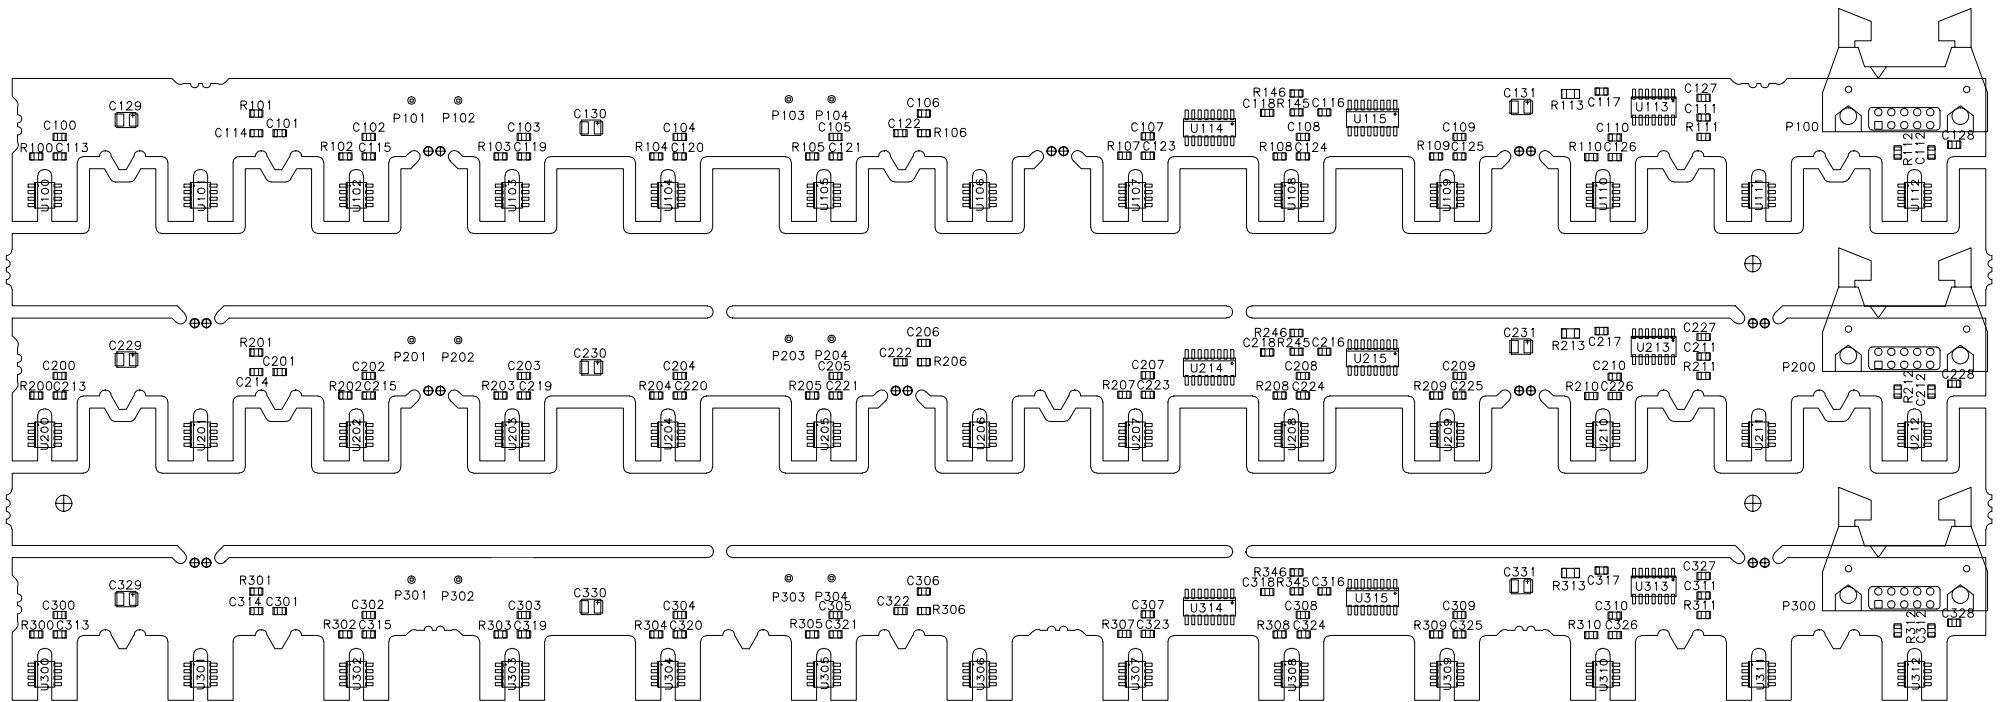 C129 R101 P101 P102 C130 P103 P104 C106 R146 C131 C127
C118 R145 C116 R113 C117 U113 C111
C100 C114 C101 C102 C103 C104 C105 C122 R106 C107 U114 C108 U115 C109 C110 R111 P100 C128
R100 C113 R102 C115 R103 C119 R104 C120 R105 C121 R107 C123 R108 C124 R109 C125 R110 C126 R112 C112
U100 U101 U102 U103 U104 U105 U106 U107 U108 U109 U110 U111 U112
C229 R201 P201 P202 C230 P203 P204 C206 R246 C231 C227
C218 R245 C216 R213 C217 U213 C211
C200 C201 C202 C203 C204 C205 C222 R206 C207 U214 C208 U215 C209 C210 R211 P200 C228
R200 C213 C214 R202 C215 R203 C219 R204 C220 R205 C221 R207 C223 R208 C224 R209 C225 R210 C226 R212 C212
U200 U201 U202 U203 U204 U205 U206 U207 U208 U209 U210 U211 U212
C329 R301 P301 P302 C330 P303 P304 C306 R346 C331 C327
C318 R345 C316 R313 C317 U313 C311
C300 C314 C301 C302 C303 C304 C305 C322 R306 C307 U314 C308 U315 C309 C310 R311 P300 C328
R300 C313 R302 C315 R303 C319 R304 C320 R305 C321 R307 C323 R308 C324 R309 C325 R310 C326 R312 C312
U300 U301 U302 U303 U304 U305 U306 U307 U308 U309 U310 U311 U312